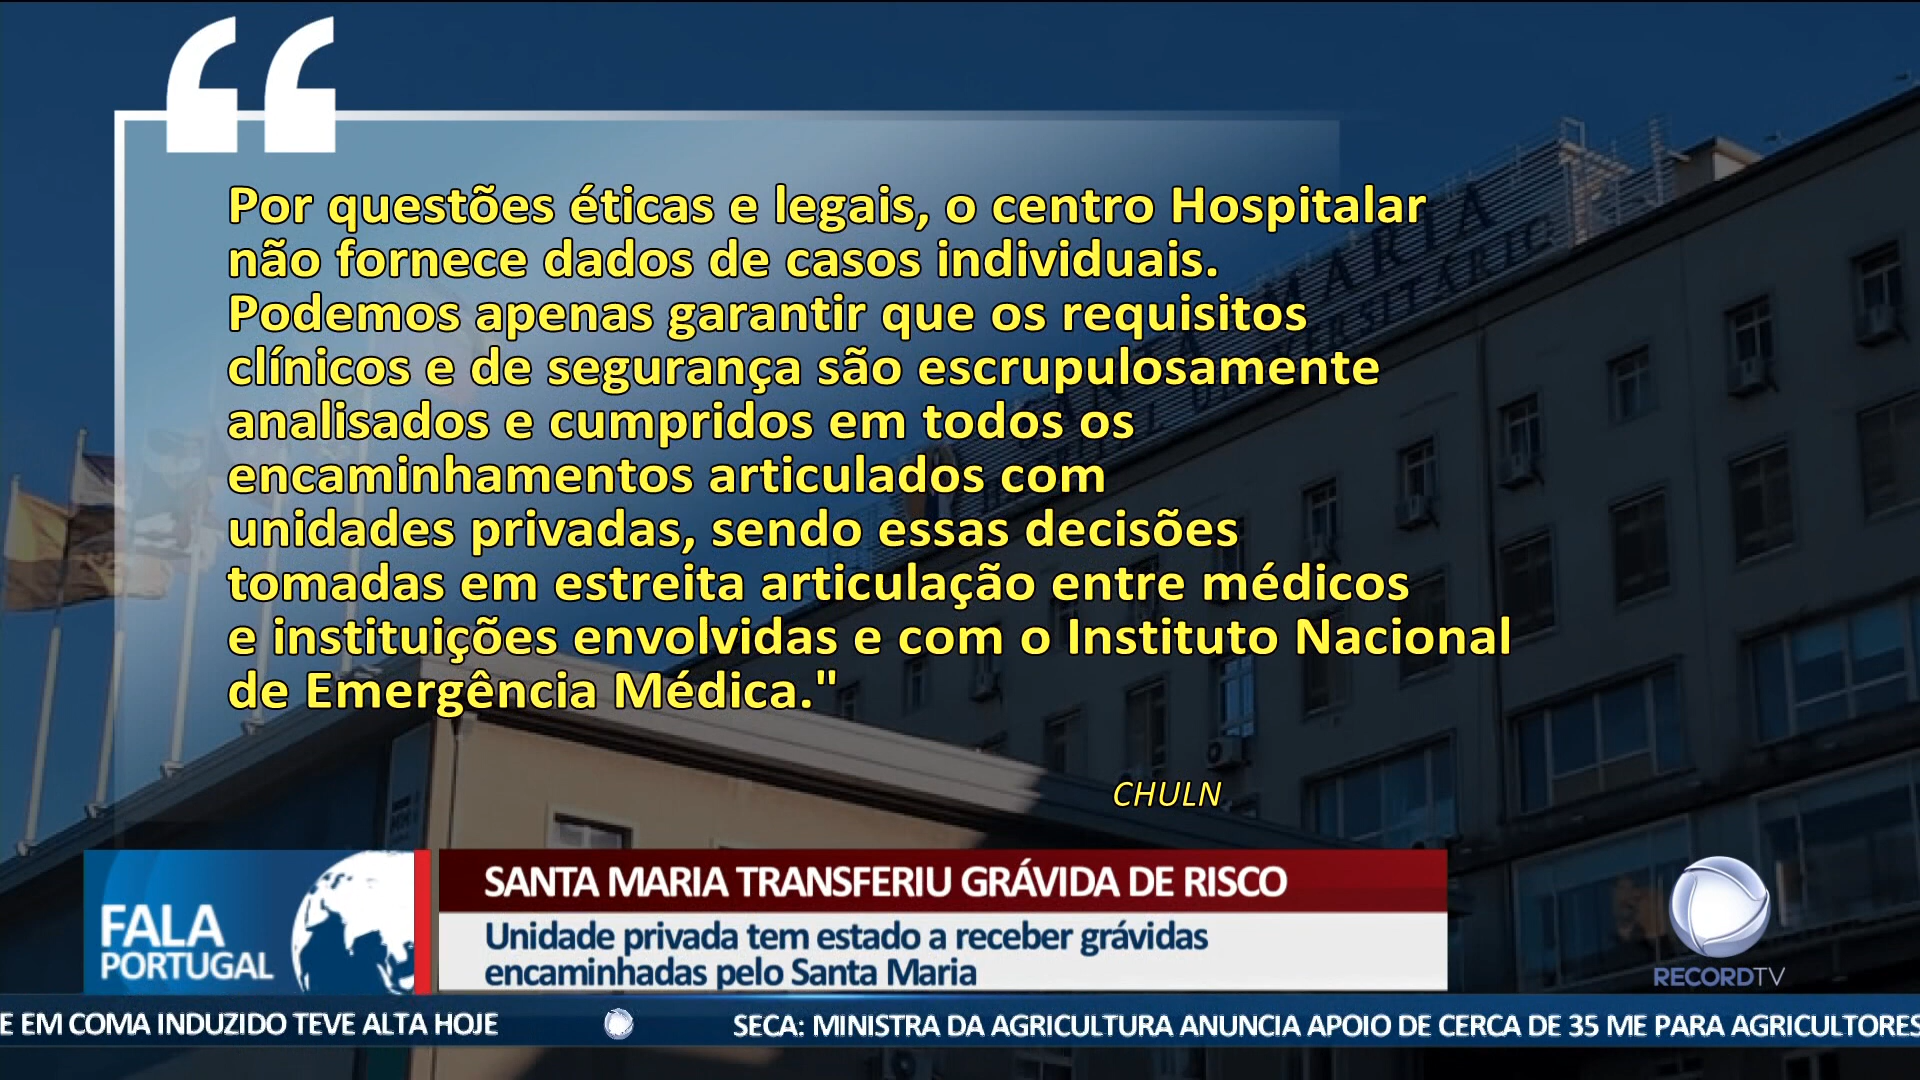 Por questões éticas e legais, o centro Hospitalar
não fornece dados de casos individuais.
Podemos apenas garantir que os requisitos
clínicos e de segurança são escrupulosamente
analisados e cumpridos em todos os
encaminhamentos articulados com
unidades privadas, sendo essas decisões
tomadas em estreita articulação entre médicos
e instituições envolvidas e com o Instituto Nacional
de Emergência Médica."
CHULN
SANTA MARIA TRANSFERIU GRÁVIDA DE RISCO
Unidade privada tem estado a receber grávidas
encaminhadas pelo Santa Maria
FALA
PORTUGAL
RECORDTV
E EM COMA INDUZIDO TEVE ALTA HOJE
SECA: MINISTRA DA AGRICULTURA ANUNCIA APOIO DE CERCA DE 35 ME PARA AGRICULTORES